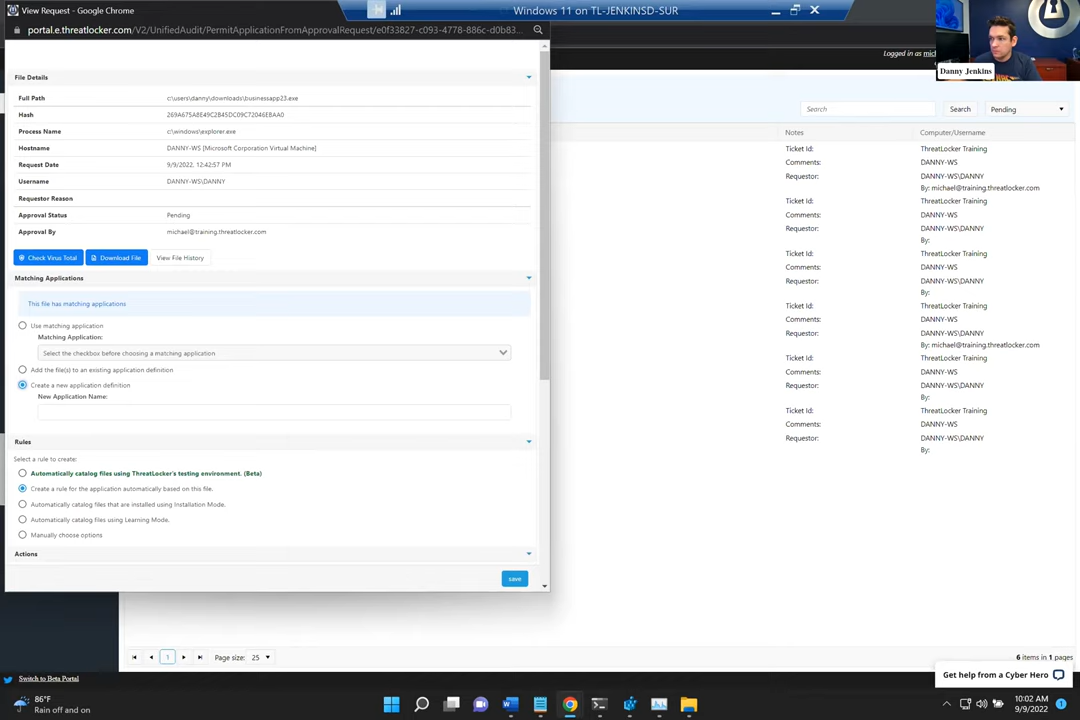 View Request - Google Chrome
Windows 11 on TL-JENKINSD-SUR
portal.e.threatlocker.com/V2/UnifiedAudit/PermitApplicationFromApprovalRequest/e0f33827-c093-4778-886c-d0b83...
Logged in as
Danny Jenkins
File Details
Full Path c:\users\danny\downloads\businessapp23.exe
Hash 269A675A8E49C2B45DC09C72046EBAA0
Process Name c:\windows\explorer.exe
Hostname DANNY-WS [Microsoft Corporation Virtual Machine]
Request Date 9/9/2022, 12:42:57 PM
Username DANNY-WS\DANNY
Requestor Reason
Approval Status Pending
Approval By michael@training.threatlocker.com
Check Virus Total Download File View File History
Matching Applications
This file has matching applications
Use matching application
Matching Application:
Select the checkbox before choosing a matching application
Add the file(s) to an existing application definition
Create a new application definition
New Application Name:
Rules
Select a rule to create:
Automatically catalog files using ThreatLocker's testing environment. (Beta)
Create a rule for the application automatically based on this file.
Automatically catalog files that are installed using Installation Mode.
Automatically catalog files using Learning Mode.
Manually choose options
Actions
save
Search Search Pending
Notes Computer/Username
Ticket Id: ThreatLocker Training
Comments: DANNY-WS
Requestor: DANNY-WS\DANNY
By: michael@training.threatlocker.com
Ticket Id: ThreatLocker Training
Comments: DANNY-WS
Requestor: DANNY-WS\DANNY
By:
Ticket Id: ThreatLocker Training
Comments: DANNY-WS
Requestor: DANNY-WS\DANNY
By:
Ticket Id: ThreatLocker Training
Comments: DANNY-WS
Requestor: DANNY-WS\DANNY
By: michael@training.threatlocker.com
Ticket Id: ThreatLocker Training
Comments: DANNY-WS
Requestor: DANNY-WS\DANNY
By:
Ticket Id: ThreatLocker Training
Comments: DANNY-WS
Requestor: DANNY-WS\DANNY
By:
1 Page size: 25
6 items in 1 pages
Switch to Beta Portal
Get help from a Cyber Hero
86°F
Rain off and on
10:02 AM
9/9/2022
1